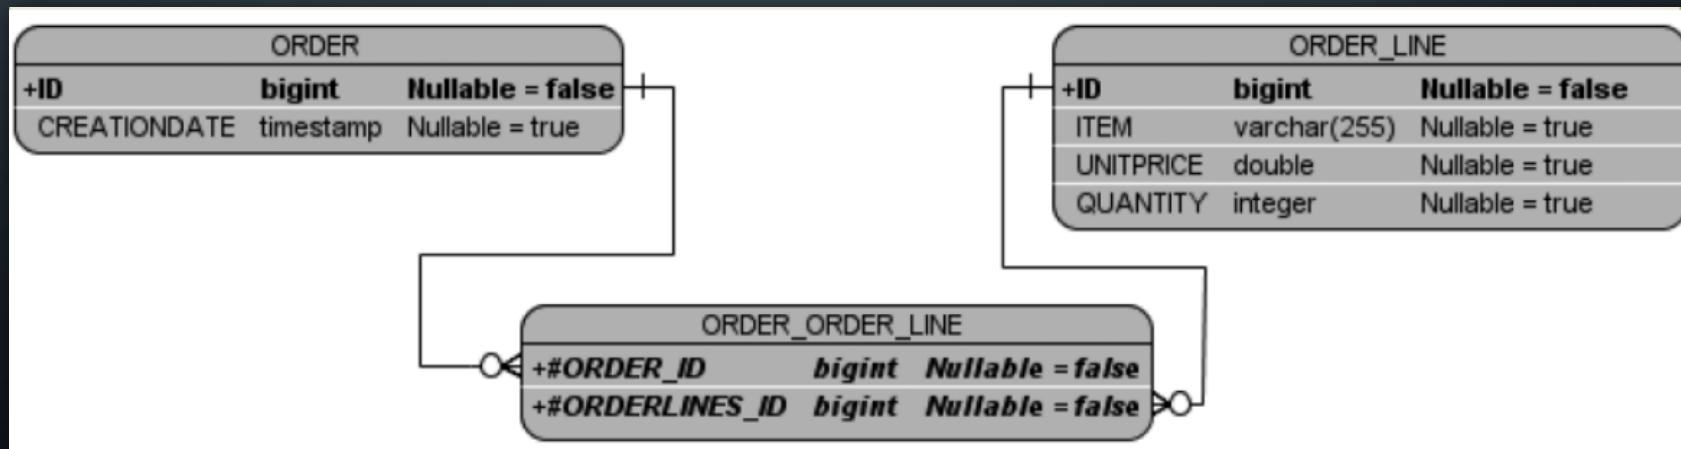 ORDER
+ID bigint Nullable = false
CREATIONDATE timestamp Nullable = true
ORDER_LINE
+ID bigint Nullable = false
ITEM varchar(255) Nullable = true
UNITPRICE double Nullable = true
QUANTITY integer Nullable = true
ORDER_ORDER_LINE
+#ORDER_ID bigint Nullable = false
+#ORDERLINES_ID bigint Nullable = false